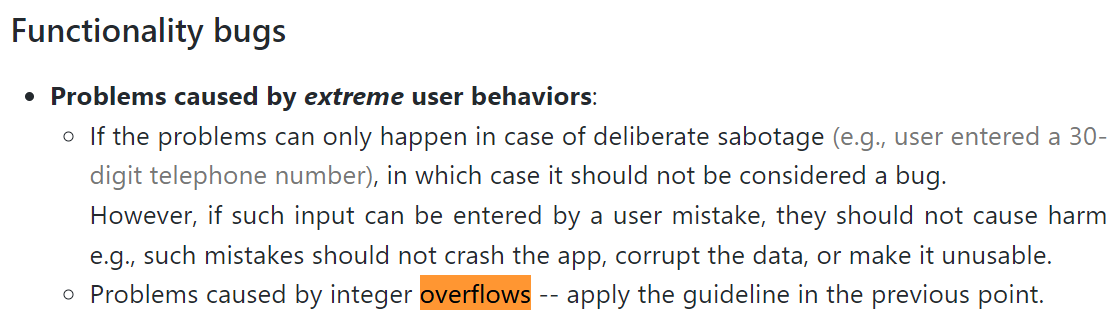 Functionality bugs
• Problems caused by extreme user behaviors:
○ If the problems can only happen in case of deliberate sabotage (e.g., user entered a 30-
digit telephone number), in which case it should not be considered a bug.
However, if such input can be entered by a user mistake, they should not cause harm
e.g., such mistakes should not crash the app, corrupt the data, or make it unusable.
○ Problems caused by integer overflows -- apply the guideline in the previous point.